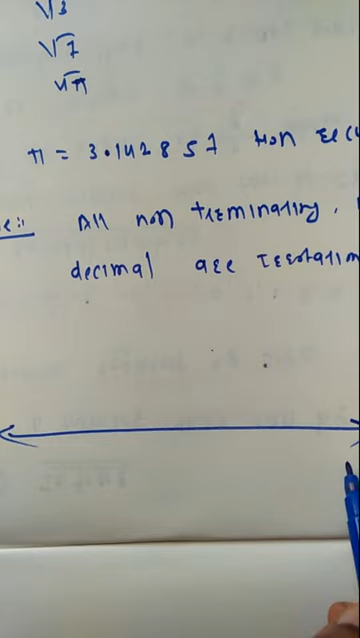 √3
√7
√π
π = 3.142857 Non
All non terminating,
decimal are